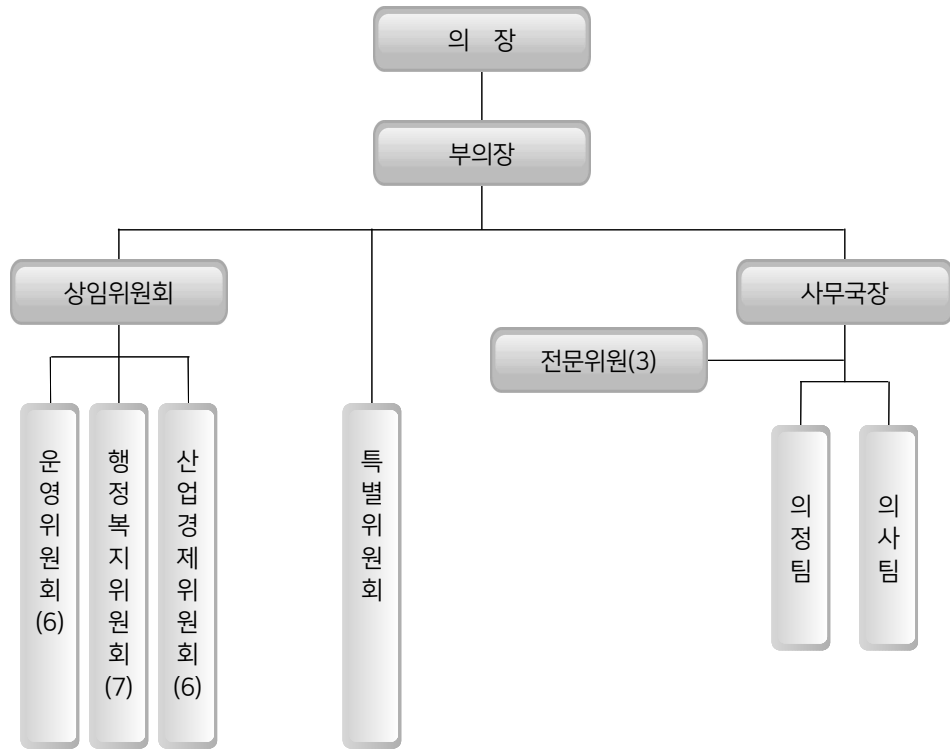 의 장
부의장
상임위원회
사무국장
전문위원(3)
운영위원회(6)
행정복지위원회(7)
산업경제위원회(6)
특별위원회
의정팀
의사팀